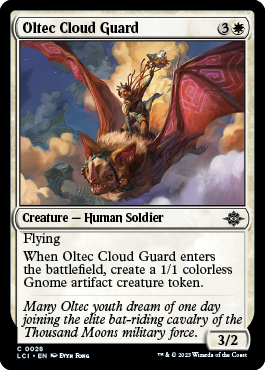 Oltec Cloud Guard 3
Creature — Human Soldier
Flying
When Oltec Cloud Guard enters
the battlefield, create a 1/1 colorless
Gnome artifact creature token.
Many Oltec youth dream of one day
joining the elite bat-riding cavalry of the
Thousand Moons military force.
3/2
C 0028
LCI • EN Evyn Fong
™ & © 2023 Wizards of the Coast